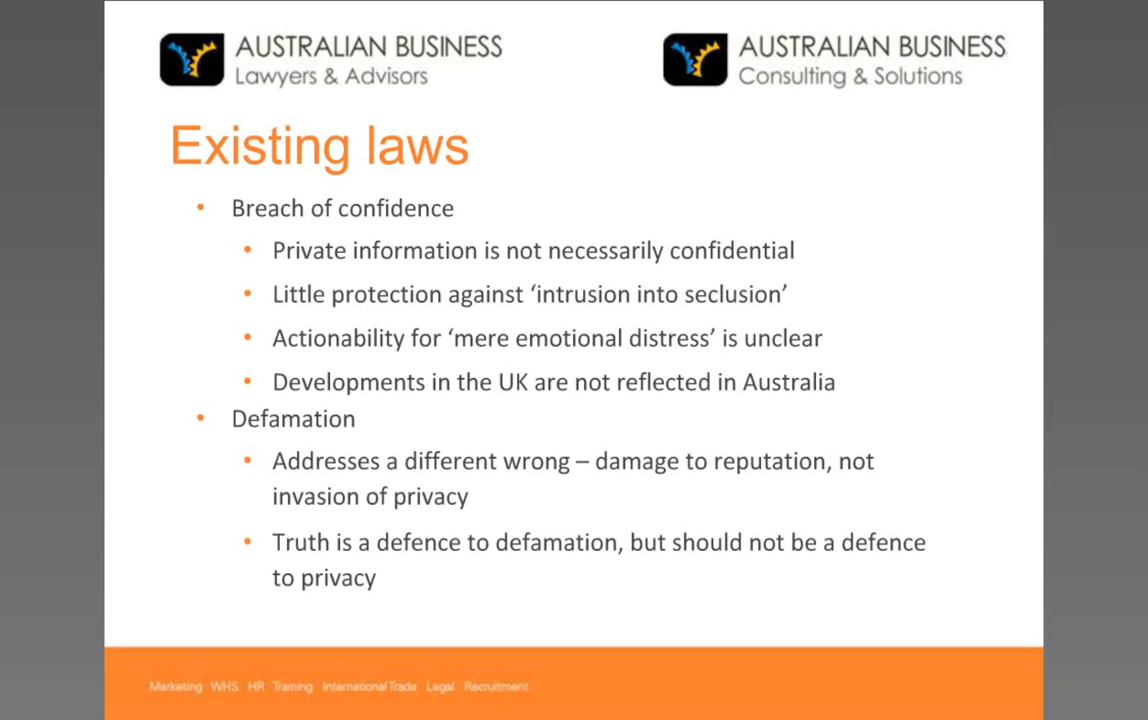 AUSTRALIAN BUSINESS
Lawyers & Advisors
AUSTRALIAN BUSINESS
Consulting & Solutions
Existing laws
• Breach of confidence
• Private information is not necessarily confidential
• Little protection against ‘intrusion into seclusion’
• Actionability for ‘mere emotional distress’ is unclear
• Developments in the UK are not reflected in Australia
• Defamation
• Addresses a different wrong – damage to reputation, not
invasion of privacy
• Truth is a defence to defamation, but should not be a defence
to privacy
Marketing WHS HR Training International Trade Legal Recruitment